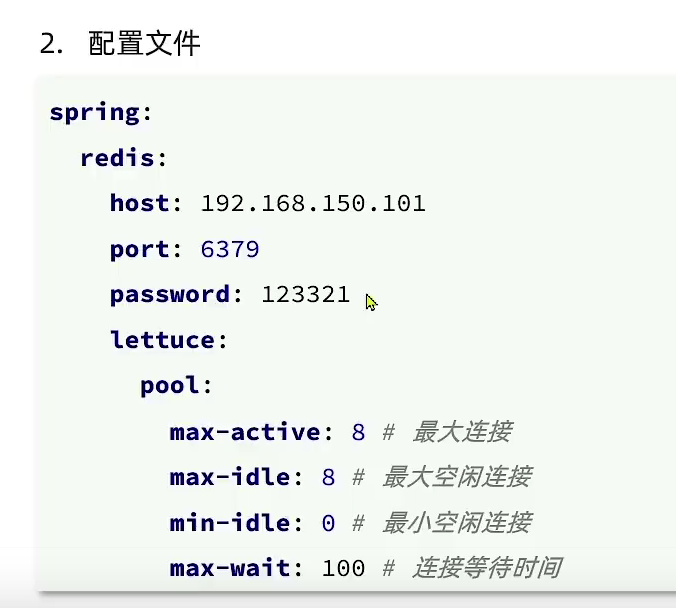 2. 配置文件
spring:
  redis:
    host: 192.168.150.101
    port: 6379
    password: 123321
    lettuce:
      pool:
        max-active: 8 # 最大连接
        max-idle: 8 # 最大空闲连接
        min-idle: 0 # 最小空闲连接
        max-wait: 100 # 连接等待时间